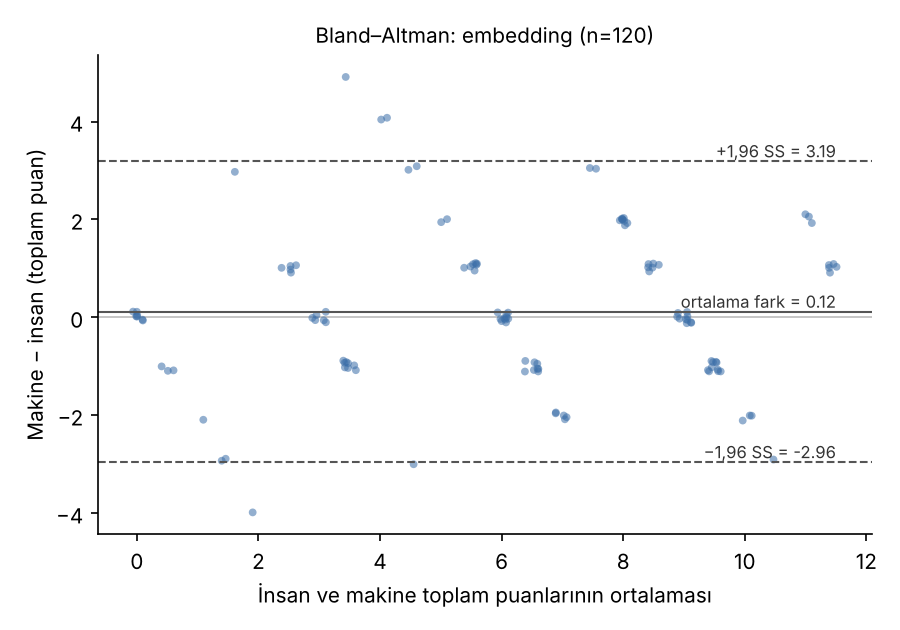 Bland–Altman: embedding (n=120)
Makine − insan (toplam puan)
4
2
0
−2
−4
+1,96 SS = 3.19
ortalama fark = 0.12
−1,96 SS = -2.96
0 2 4 6 8 10 12
İnsan ve makine toplam puanlarının ortalaması